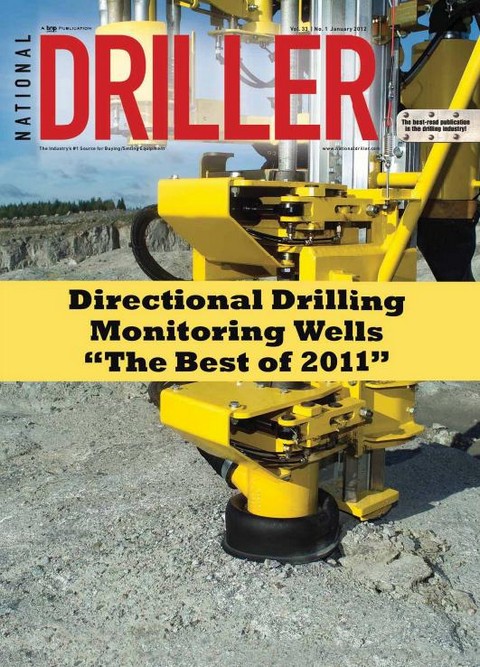 A bnp PUBLICATION
Vol. 33 | No. 1 January 2012
NATIONAL
DRILLER
The best-read publication
in the drilling industry!
The Industry's #1 Source for Buying/Selling Equipment
www.nationaldriller.com
Directional Drilling
Monitoring Wells
“The Best of 2011”